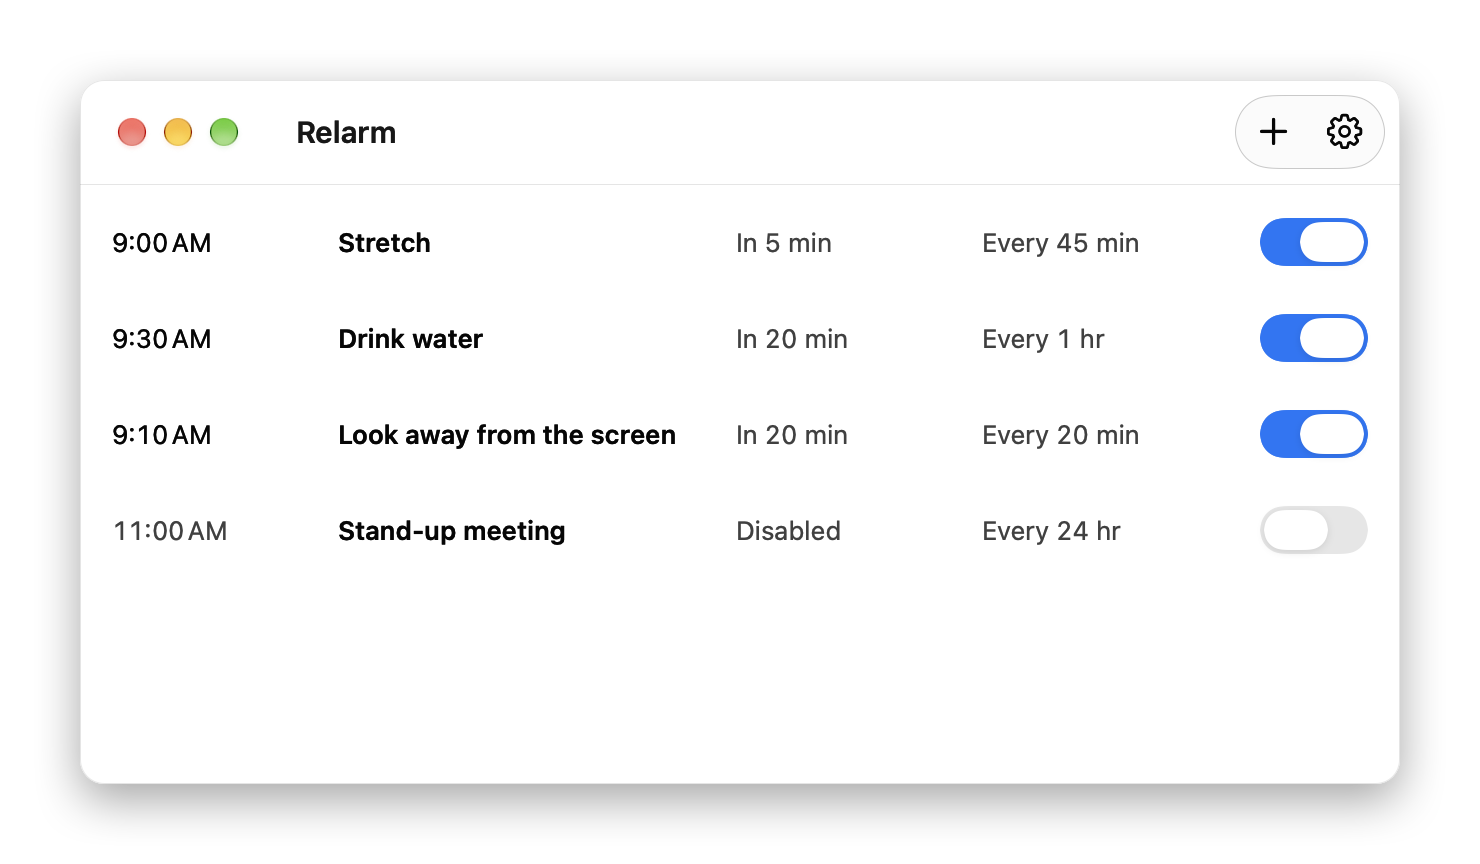 Relarm
9:00 AM Stretch In 5 min Every 45 min
9:30 AM Drink water In 20 min Every 1 hr
9:10 AM Look away from the screen In 20 min Every 20 min
11:00 AM Stand-up meeting Disabled Every 24 hr